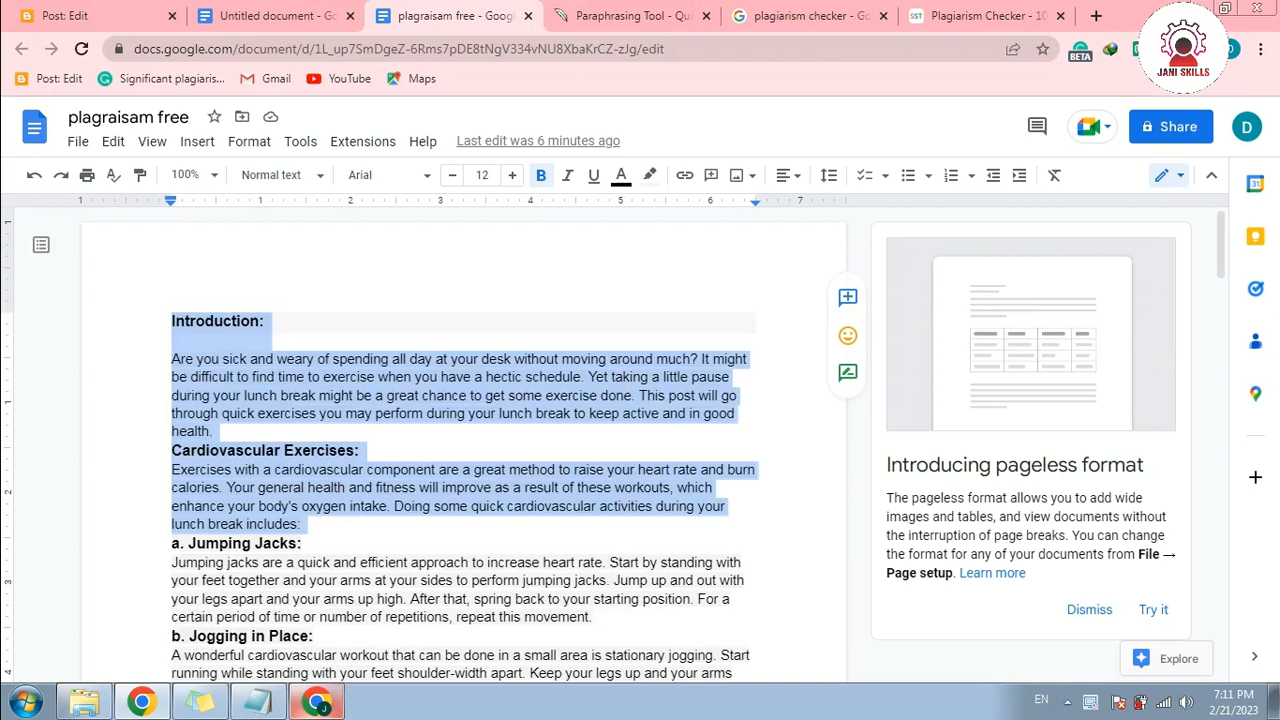 Post: Edit
Untitled document - G
plagraisam free - Goog
Paraphrasing Tool - Qu
plagiarism checker - Go
SST
Plagiarism Checker - 10
docs.google.com/document/d/1L_up7SmDgeZ-6Rms7pDE8tNgV334vNU8XbaKrCZ-zJg/edit
BETA
JANI SKILLS
Post: Edit
Significant plagiaris...
Gmail
YouTube
Maps
plagraisam free
File Edit View Insert Format Tools Extensions Help
Last edit was 6 minutes ago
Share
D
100%
Normal text
Arial
12
1 1 2 3 4 5 6 7
Introduction:
Are you sick and weary of spending all day at your desk without moving around much? It might
be difficult to find time to exercise when you have a hectic schedule. Yet taking a little pause
during your lunch break might be a great chance to get some exercise done. This post will go
through quick exercises you may perform during your lunch break to keep active and in good
health.
Cardiovascular Exercises:
Exercises with a cardiovascular component are a great method to raise your heart rate and burn
calories. Your general health and fitness will improve as a result of these workouts, which
enhance your body's oxygen intake. Doing some quick cardiovascular activities during your
lunch break includes:
a. Jumping Jacks:
Jumping jacks are a quick and efficient approach to increase heart rate. Start by standing with
your feet together and your arms at your sides to perform jumping jacks. Jump up and out with
your legs apart and your arms up high. After that, spring back to your starting position. For a
certain period of time or number of repetitions, repeat this movement.
b. Jogging in Place:
A wonderful cardiovascular workout that can be done in a small area is stationary jogging. Start
running while standing with your feet shoulder-width apart. Keep your legs up and your arms
Introducing pageless format
The pageless format allows you to add wide
images and tables, and view documents without
the interruption of page breaks. You can change
the format for any of your documents from File →
Page setup. Learn more
Dismiss
Try it
Explore
EN
7:11 PM
2/21/2023